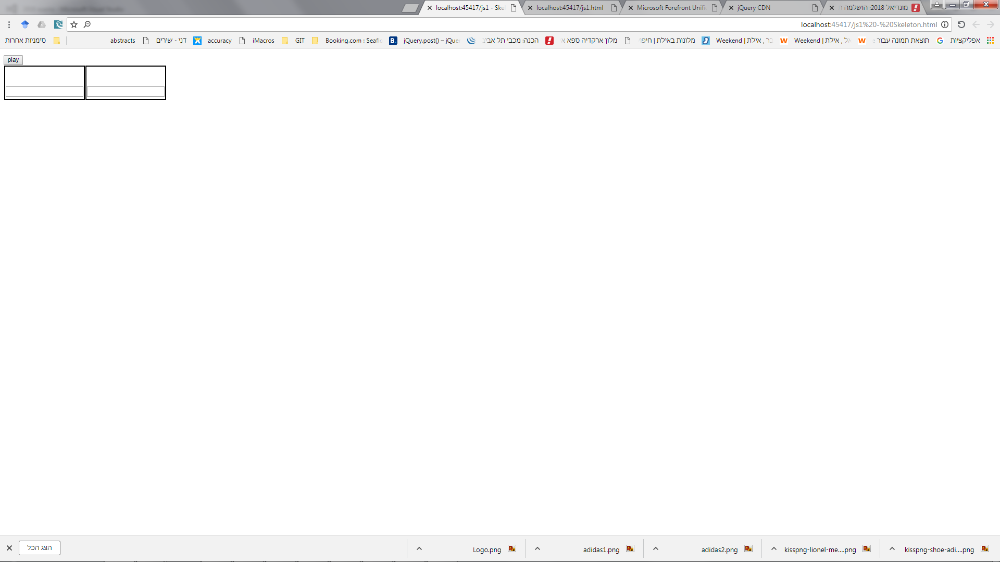 localhost:45417/js1 - Ske
localhost:45417/js1.html
Microsoft Forefront Unifi
jQuery CDN
מונדיאל 2018: הושלמה ר
localhost:45417/js1%20-%20Skeleton.html
סימניות אחרות
abstracts
דני - שירים
accuracy
iMacros
GIT
Booking.com : Seafl
jQuery.post() – jQuer
הכנה: מכבי תל אביב
מלון ארקדיה ספא א
מלונות באילת | חיפו
Weekend | בר , אילת
Weekend | אל , אילת
תוצאת תמונה עבור
אפליקציות
play
הצג הכל
Logo.png
adidas1.png
adidas2.png
kisspng-lionel-me....png
kisspng-shoe-adi....png